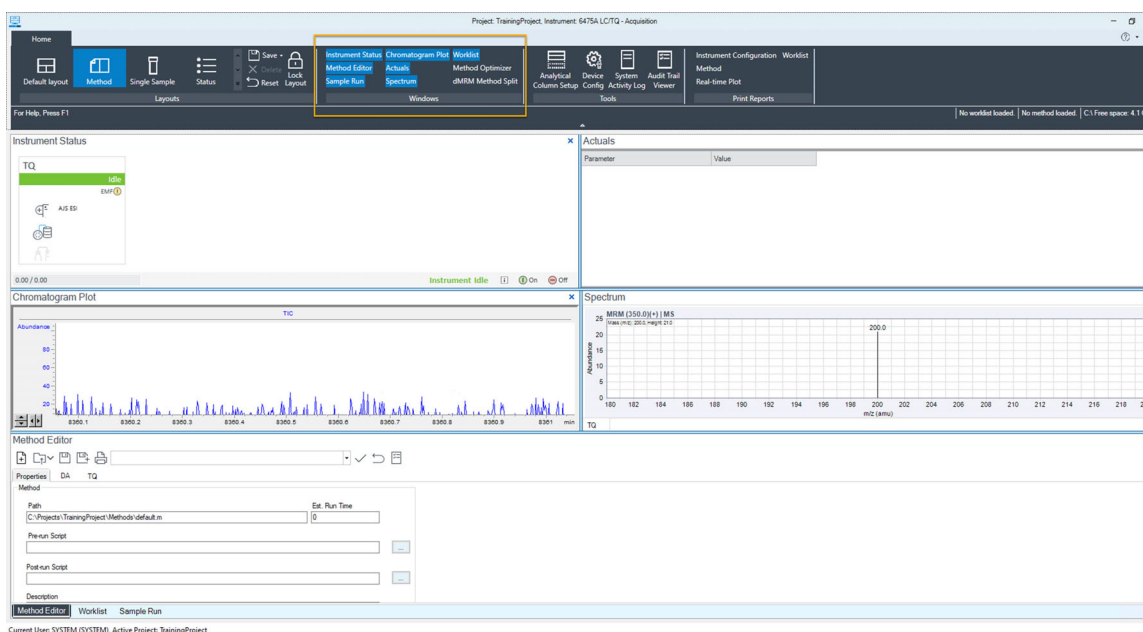 Project: TrainingProject, Instrument: 6475A LC/TQ - Acquisition
Home
Default layout Method Single Sample Status
Save
Delete
Reset
Lock Layout
Layouts
Instrument Status Chromatogram Plot Worklist
Method Editor Actuals Method Optimizer
Sample Run Spectrum dMRM Method Split
Windows
Analytical Column Setup
Device Config
System Activity Log
Audit Trail Viewer
Tools
Instrument Configuration Worklist
Method
Real-time Plot
Print Reports
For Help, Press F1
No worklist loaded. No method loaded. C:\ Free space: 4.1
Instrument Status
TQ
Idle
EMF
AJS ESI
0.00 / 0.00
Instrument Idle On Off
Actuals
Parameter Value
Chromatogram Plot
TIC
Abundance
80
60
40
20
8360.1 8360.2 8360.3 8360.4 8360.5 8360.6 8360.7 8360.8 8360.9 8361 min
Spectrum
MRM (350.0)(+) | MS
Mass (m/z): 200.0, Height: 21.0
200.0
Abundance
25
20
15
10
5
0
180 182 184 186 188 190 192 194 196 198 200 202 204 206 208 210 212 214 216 218
m/z (amu)
TQ
Method Editor
Properties DA TQ
Method
Path Est. Run Time
C:\Projects\TrainingProject\Methods\default.m 0
Pre-run Script
...
Post-run Script
...
Description
Method Editor Worklist Sample Run
Current User: SYSTEM (SYSTEM) Active Project: TrainingProject